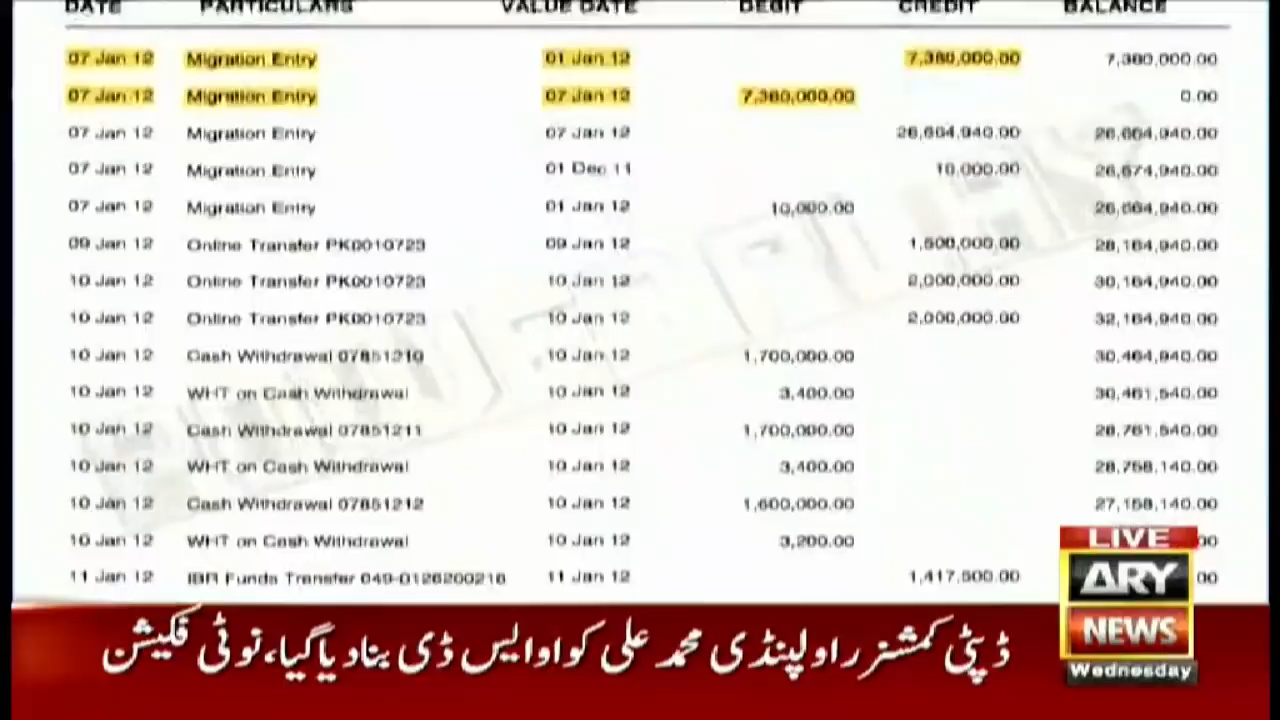 DATE PARTICULARS VALUE DATE DEBIT CREDIT BALANCE
07 Jan 12 Migration Entry 01 Jan 12 7,380,000.00 7,380,000.00
07 Jan 12 Migration Entry 07 Jan 12 7,380,000.00 0.00
07 Jan 12 Migration Entry 07 Jan 12 26,664,940.00 26,664,940.00
07 Jan 12 Migration Entry 01 Dec 11 10,000.00 26,674,940.00
07 Jan 12 Migration Entry 01 Jan 12 10,000.00 26,664,940.00
09 Jan 12 Online Transfer PK0010723 09 Jan 12 1,500,000.00 28,164,940.00
10 Jan 12 Online Transfer PK0010723 10 Jan 12 2,000,000.00 30,164,940.00
10 Jan 12 Online Transfer PK0010723 10 Jan 12 2,000,000.00 32,164,940.00
10 Jan 12 Cash Withdrawal 07851210 10 Jan 12 1,700,000.00 30,464,940.00
10 Jan 12 WHT on Cash Withdrawal 10 Jan 12 3,400.00 30,461,540.00
10 Jan 12 Cash Withdrawal 07851211 10 Jan 12 1,700,000.00 28,761,540.00
10 Jan 12 WHT on Cash Withdrawal 10 Jan 12 3,400.00 28,758,140.00
10 Jan 12 Cash Withdrawal 07851212 10 Jan 12 1,600,000.00 27,158,140.00
10 Jan 12 WHT on Cash Withdrawal 10 Jan 12 3,200.00 00
11 Jan 12 IBR Funds Transfer 049-0126200216 11 Jan 12 1,417,500.00 00
POWER PLAY
LIVE
ARY
NEWS
Wednesday
ڈپٹی کمشنر راولپنڈی محمد علی کو او ایس ڈی بنا دیا گیا، نوٹی فکیشن